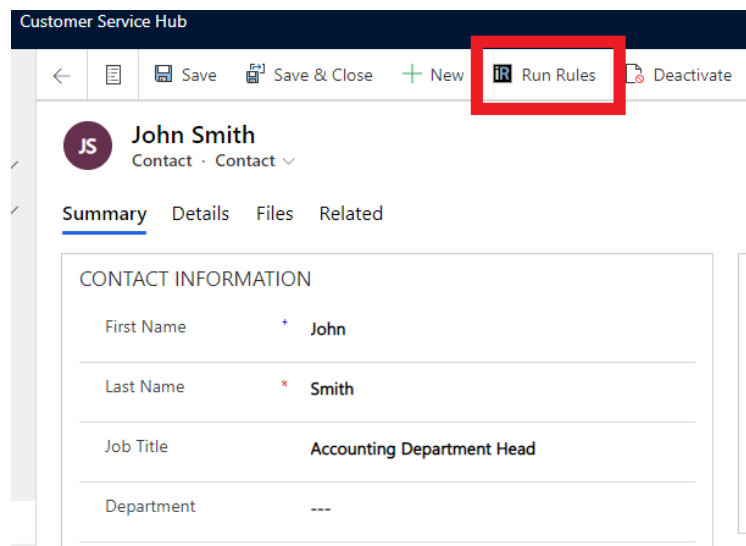 Customer Service Hub
Save Save & Close New iR Run Rules Deactivate
JS John Smith
Contact · Contact
Summary Details Files Related
CONTACT INFORMATION
First Name + John
Last Name * Smith
Job Title Accounting Department Head
Department ---